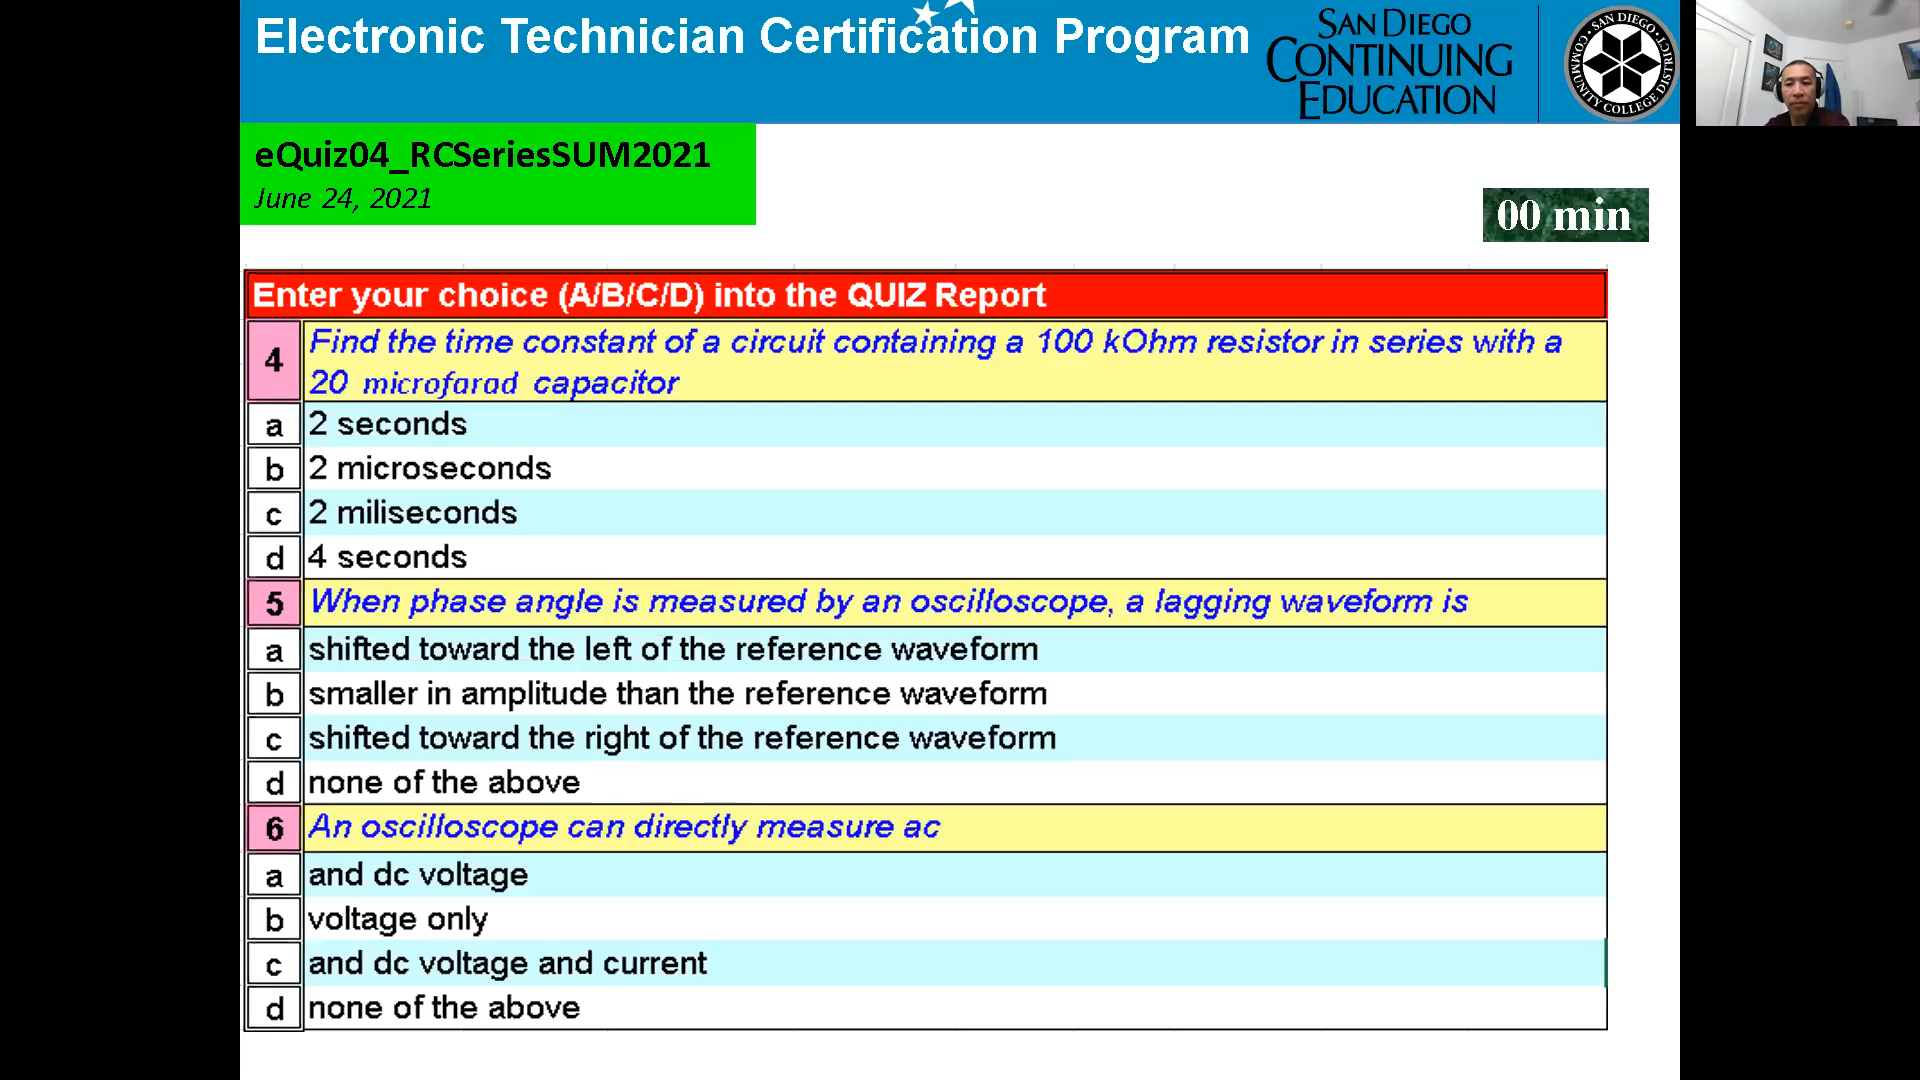 Electronic Technician Certification Program
SAN DIEGO
CONTINUING
EDUCATION
SAN DIEGO
COMMUNITY COLLEGE DISTRICT
eQuiz04_RCSeriesSUM2021
June 24, 2021
00 min
Enter your choice (A/B/C/D) into the QUIZ Report
4 Find the time constant of a circuit containing a 100 kOhm resistor in series with a
20 microfarad capacitor
a 2 seconds
b 2 microseconds
c 2 miliseconds
d 4 seconds
5 When phase angle is measured by an oscilloscope, a lagging waveform is
a shifted toward the left of the reference waveform
b smaller in amplitude than the reference waveform
c shifted toward the right of the reference waveform
d none of the above
6 An oscilloscope can directly measure ac
a and dc voltage
b voltage only
c and dc voltage and current
d none of the above